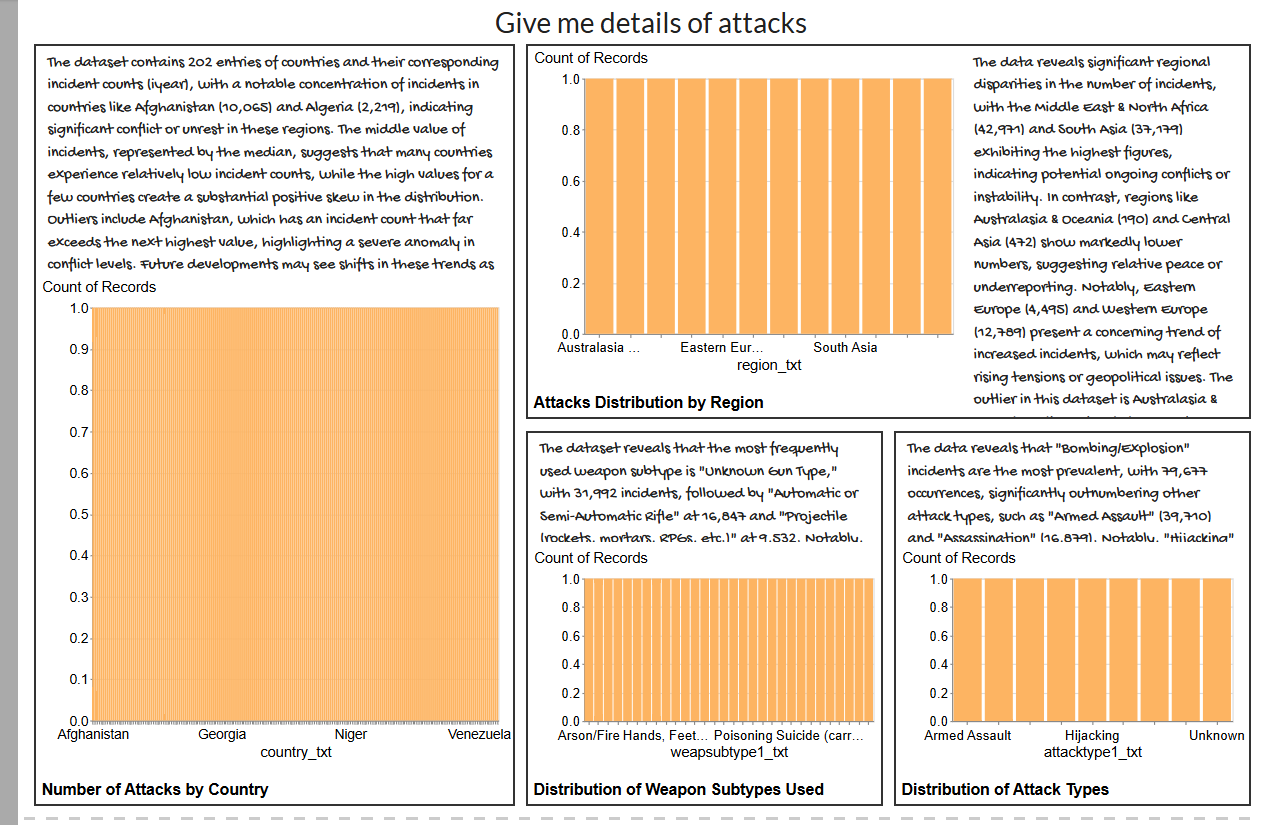 Give me details of attacks
The dataset contains 202 entries of countries and their corresponding
incident counts (iyear), with a notable concentration of incidents in
countries like Afghanistan (10,065) and Algeria (2,219), indicating
significant conflict or unrest in these regions. The middle value of
incidents, represented by the median, suggests that many countries
experience relatively low incident counts, while the high values for a
few countries create a substantial positive skew in the distribution.
Outliers include Afghanistan, which has an incident count that far
exceeds the next highest value, highlighting a severe anomaly in
conflict levels. Future developments may see shifts in these trends as
Count of Records
1.0
0.9
0.8
0.7
0.6
0.5
0.4
0.3
0.2
0.1
0.0
Afghanistan Georgia Niger Venezuela
country_txt
Number of Attacks by Country
Count of Records
1.0
0.8
0.6
0.4
0.2
0.0
Australasia ... Eastern Eur... South Asia
region_txt
Attacks Distribution by Region
The data reveals significant regional
disparities in the number of incidents,
with the Middle East & North Africa
(42,971) and South Asia (37,179)
exhibiting the highest figures,
indicating potential ongoing conflicts or
instability. In contrast, regions like
Australasia & Oceania (190) and Central
Asia (472) show markedly lower
numbers, suggesting relative peace or
underreporting. Notably, Eastern
Europe (4,495) and Western Europe
(12,789) present a concerning trend of
increased incidents, which may reflect
rising tensions or geopolitical issues. The
outlier in this dataset is Australasia &
The dataset reveals that the most frequently
used weapon subtype is "Unknown Gun Type,"
with 31,992 incidents, followed by "Automatic or
Semi-Automatic Rifle" at 16,847 and "Projectile
(rockets, mortars, RPGs, etc.)" at 9,532. Notably,
Count of Records
1.0
0.8
0.6
0.4
0.2
0.0
Arson/Fire Hands, Feet... Poisoning Suicide (carr...
weapsubtype1_txt
Distribution of Weapon Subtypes Used
The data reveals that "Bombing/Explosion"
incidents are the most prevalent, with 79,677
occurrences, significantly outnumbering other
attack types, such as "Armed Assault" (39,710)
and "Assassination" (16,879). Notably, "Hijacking"
Count of Records
1.0
0.8
0.6
0.4
0.2
0.0
Armed Assault Hijacking Unknown
attacktype1_txt
Distribution of Attack Types